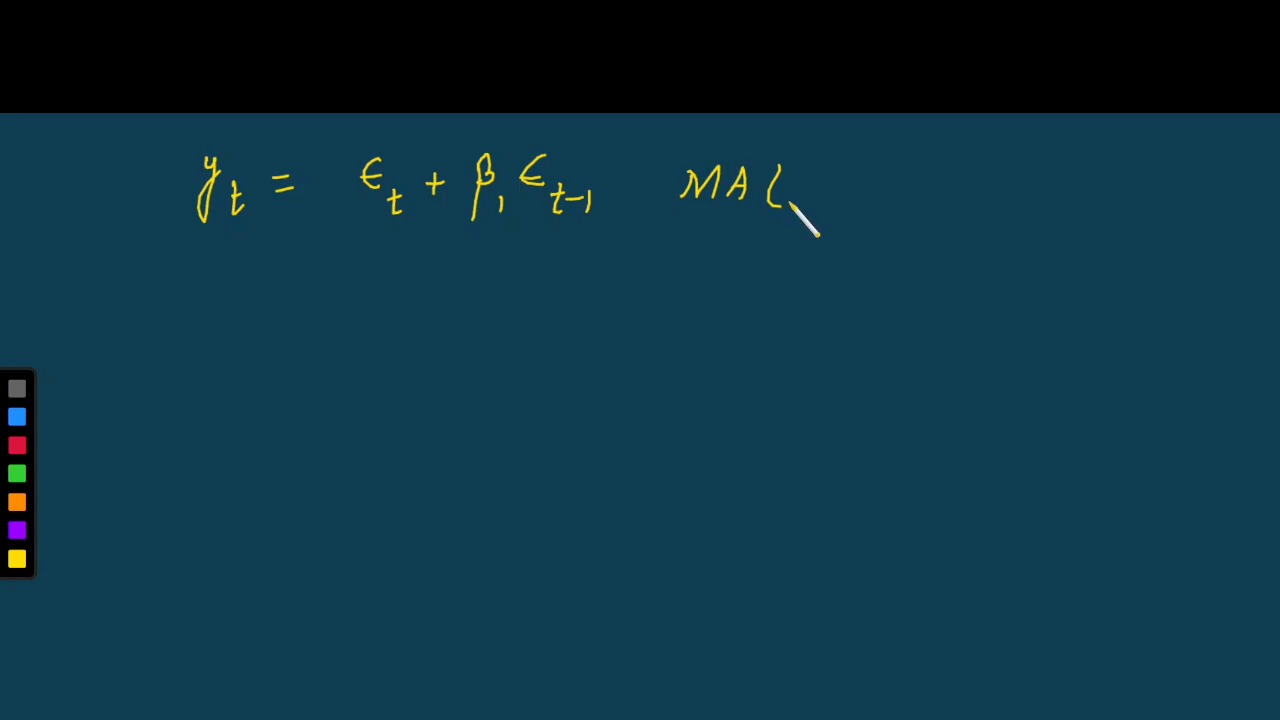 y_t = ϵ_t + β_1 ϵ_{t-1} MA(